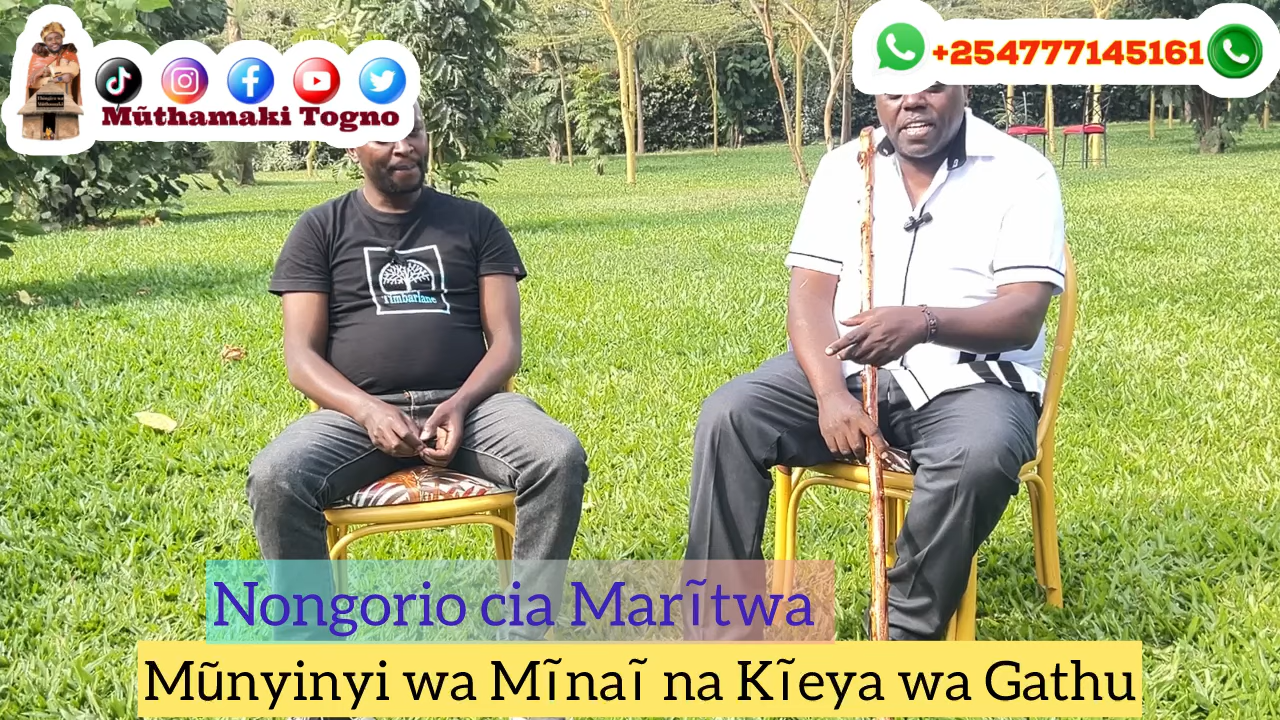 Mũthamaki Togno
+254777145161
Timbarlane
Nongorio cia Marĩtwa
Mũnyinyi wa Mĩnaĩ na Kĩeya wa Gathu